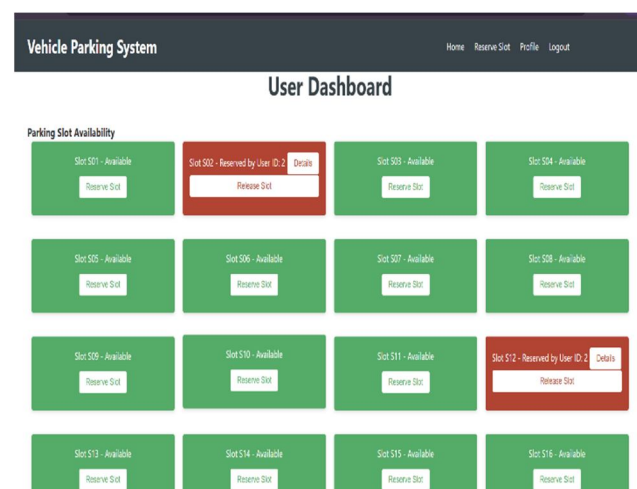 Vehicle Parking System
Home Reserve Slot Profile Logout
User Dashboard
Parking Slot Availability
Slot S01 - Available
Reserve Slot
Slot S02 - Reserved by User ID: 2 Details
Release Slot
Slot S03 - Available
Reserve Slot
Slot S04 - Available
Reserve Slot
Slot S05 - Available
Reserve Slot
Slot S06 - Available
Reserve Slot
Slot S07 - Available
Reserve Slot
Slot S08 - Available
Reserve Slot
Slot S09 - Available
Reserve Slot
Slot S10 - Available
Reserve Slot
Slot S11 - Available
Reserve Slot
Slot S12 - Reserved by User ID: 2 Details
Release Slot
Slot S13 - Available
Reserve Slot
Slot S14 - Available
Reserve Slot
Slot S15 - Available
Reserve Slot
Slot S16 - Available
Reserve Slot